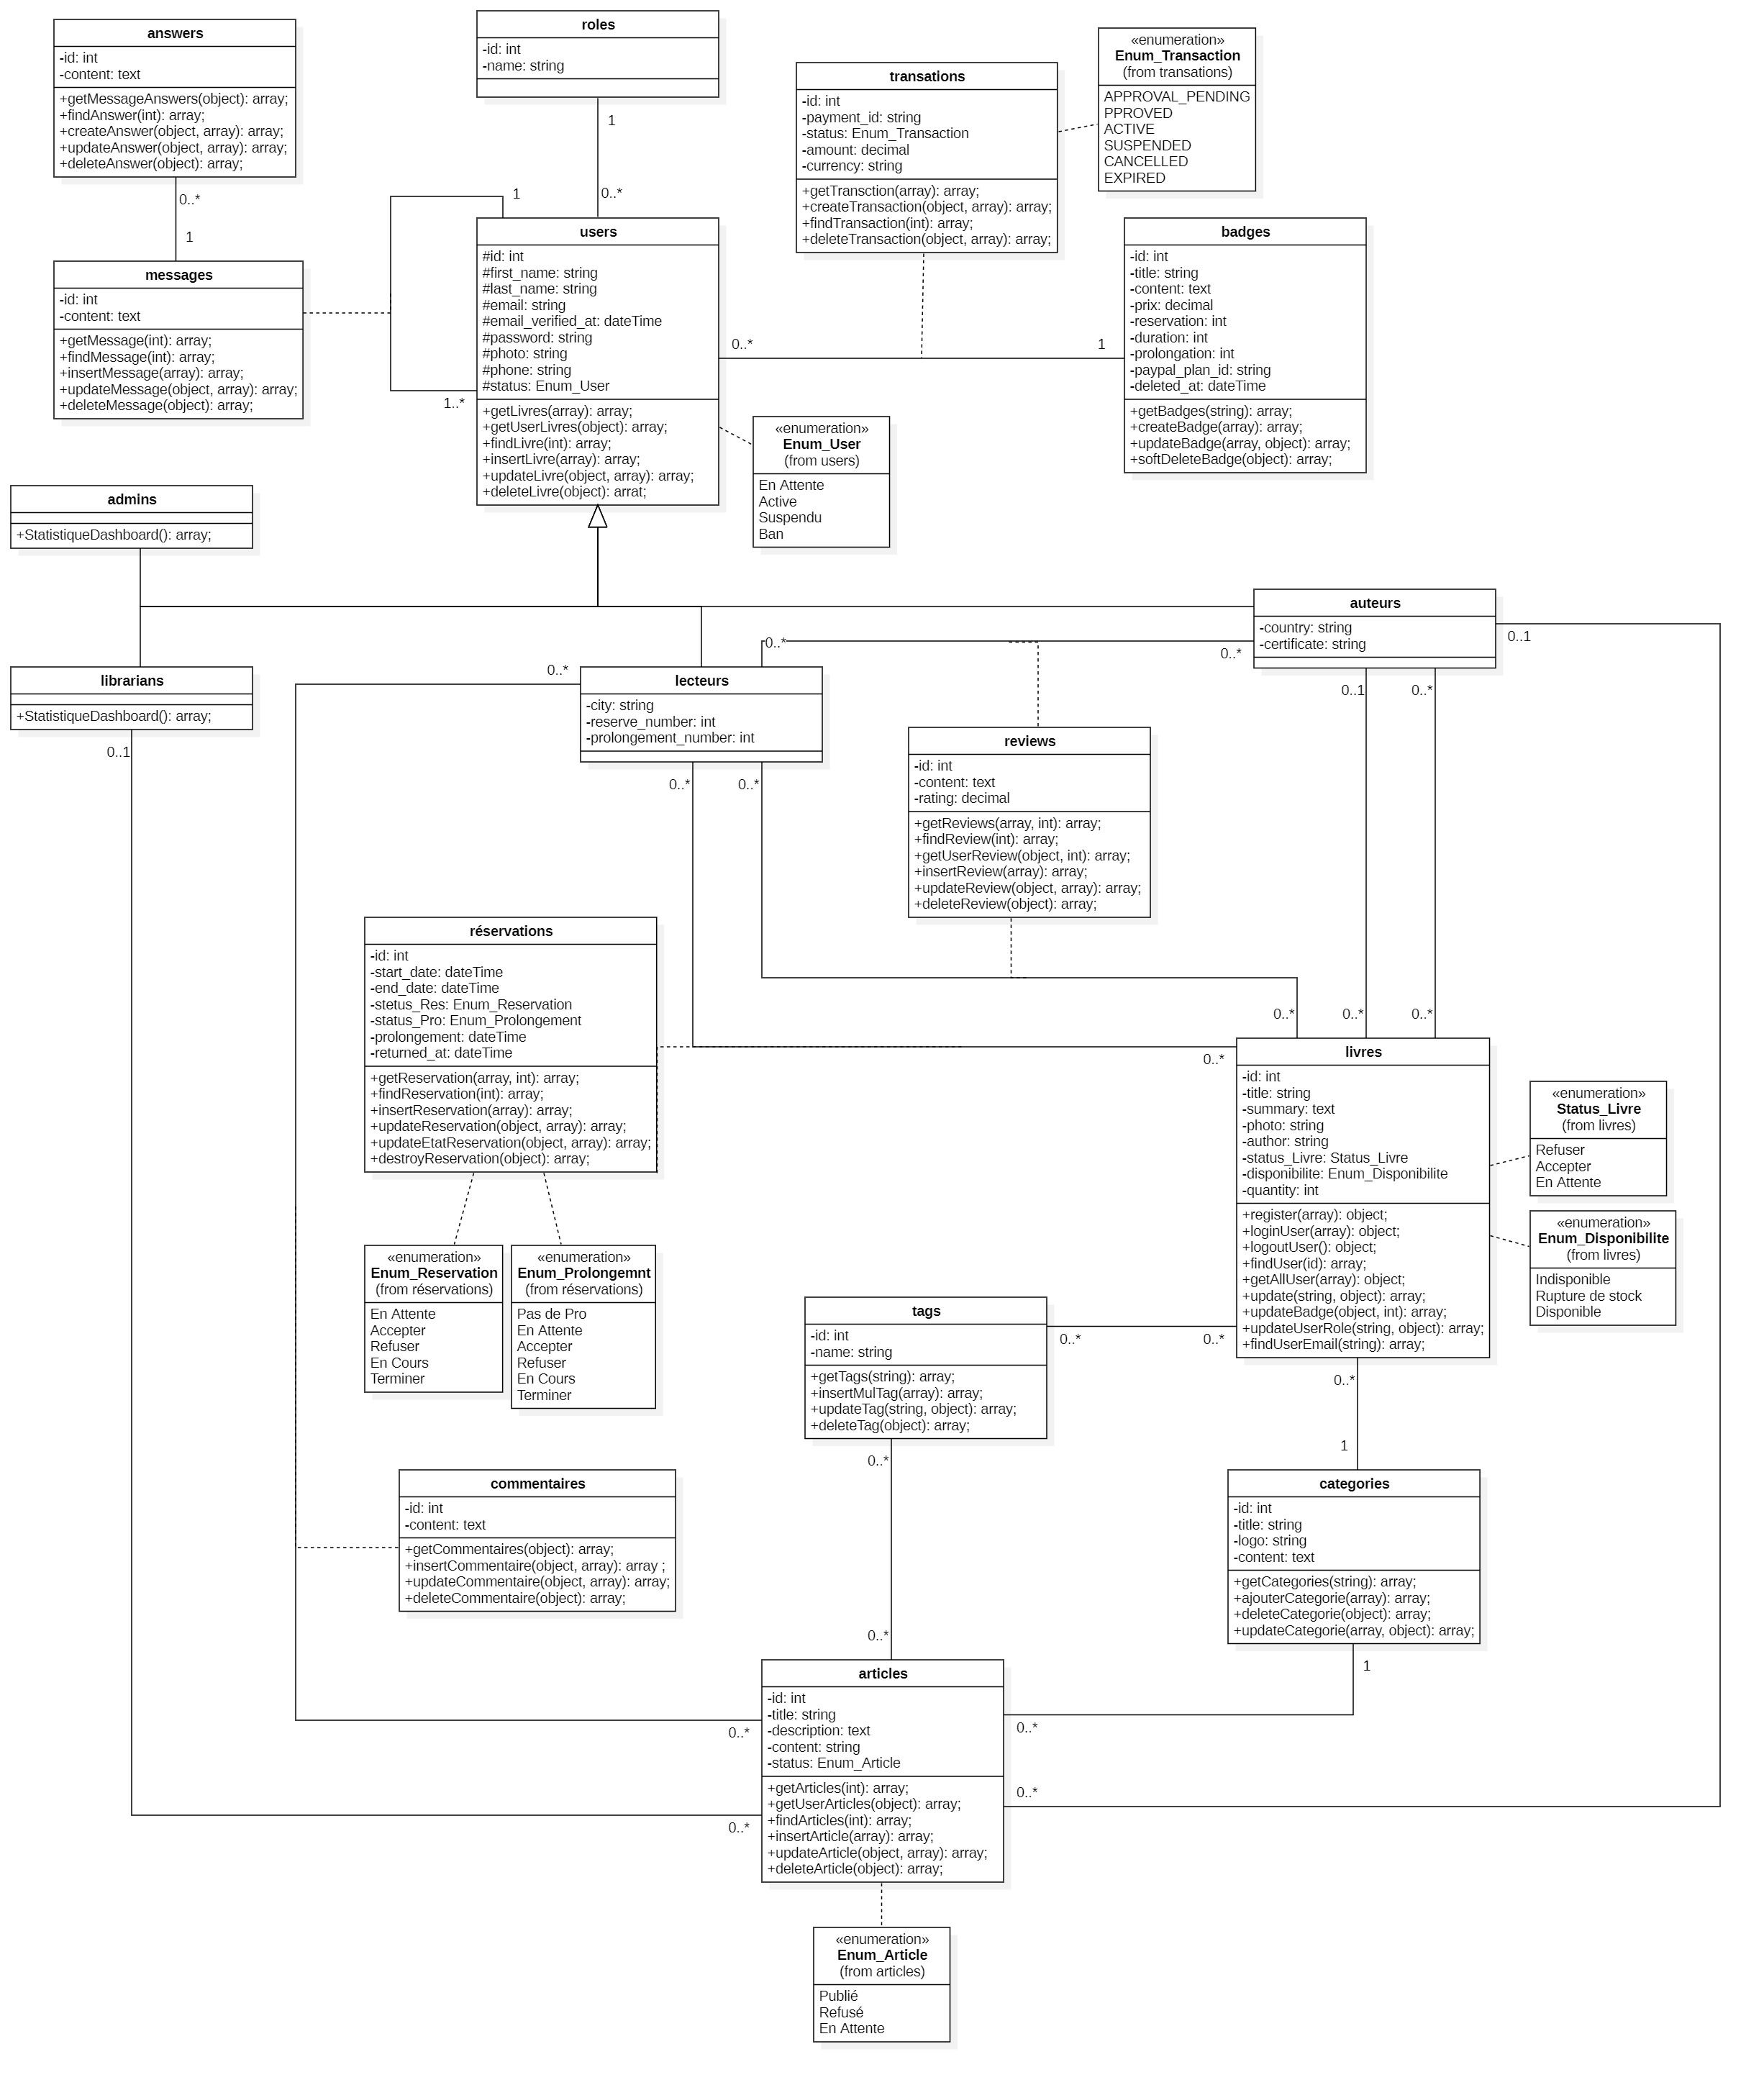 answers
-id: int
-content: text
+getMessageAnswers(object): array;
+findAnswer(int): array;
+createAnswer(object, array): array;
+updateAnswer(object, array): array;
+deleteAnswer(object): array;
0..*
1
roles
-id: int
-name: string
1
0..*
transations
-id: int
-payment_id: string
-status: Enum_Transaction
-amount: decimal
-currency: string
+getTransction(array): array;
+createTransaction(object, array): array;
+findTransaction(int): array;
+deleteTransaction(object, array): array;
«enumeration»
Enum_Transaction
(from transations)
APPROVAL_PENDING
PPROVED
ACTIVE
SUSPENDED
CANCELLED
EXPIRED
messages
-id: int
-content: text
+getMessage(int): array;
+findMessage(int): array;
+insertMessage(array): array;
+updateMessage(object, array): array;
+deleteMessage(object): array;
1
1..*
users
#id: int
#first_name: string
#last_name: string
#email: string
#email_verified_at: dateTime
#password: string
#photo: string
#phone: string
#status: Enum_User
+getLivres(array): array;
+getUserLivres(object): array;
+findLivre(int): array;
+insertLivre(array): array;
+updateLivre(object, array): array;
+deleteLivre(object): arrat;
0..*
1
badges
-id: int
-title: string
-content: text
-prix: decimal
-reservation: int
-duration: int
-prolongation: int
-paypal_plan_id: string
-deleted_at: dateTime
+getBadges(string): array;
+createBadge(array): array;
+updateBadge(array, object): array;
+softDeleteBadge(object): array;
«enumeration»
Enum_User
(from users)
En Attente
Active
Suspendu
Ban
admins
+StatistiqueDashboard(): array;
librarians
+StatistiqueDashboard(): array;
0..1
0..*
lecteurs
-city: string
-reserve_number: int
-prolongement_number: int
0..*
0..*
0..*
0..*
auteurs
-country: string
-certificate: string
0..1
0..1
0..*
reviews
-id: int
-content: text
-rating: decimal
+getReviews(array, int): array;
+findReview(int): array;
+getUserReview(object, int): array;
+insertReview(array): array;
+updateReview(object, array): array;
+deleteReview(object): array;
réservations
-id: int
-start_date: dateTime
-end_date: dateTime
-stetus_Res: Enum_Reservation
-status_Pro: Enum_Prolongement
-prolongement: dateTime
-returned_at: dateTime
+getReservation(array, int): array;
+findReservation(int): array;
+insertReservation(array): array;
+updateReservation(object, array): array;
+updateEtatReservation(object, array): array;
+destroyReservation(object): array;
0..*
0..*
0..*
0..*
livres
-id: int
-title: string
-summary: text
-photo: string
-author: string
-status_Livre: Status_Livre
-disponibilite: Enum_Disponibilite
-quantity: int
+register(array): object;
+loginUser(array): object;
+logoutUser(): object;
+findUser(id): array;
+getAllUser(array): object;
+update(string, object): array;
+updateBadge(object, int): array;
+updateUserRole(string, object): array;
+findUserEmail(string): array;
«enumeration»
Status_Livre
(from livres)
Refuser
Accepter
En Attente
«enumeration»
Enum_Disponibilite
(from livres)
Indisponible
Rupture de stock
Disponible
«enumeration»
Enum_Reservation
(from réservations)
En Attente
Accepter
Refuser
En Cours
Terminer
«enumeration»
Enum_Prolongemnt
(from réservations)
Pas de Pro
En Attente
Accepter
Refuser
En Cours
Terminer
tags
-id: int
-name: string
+getTags(string): array;
+insertMulTag(array): array;
+updateTag(string, object): array;
+deleteTag(object): array;
0..*
0..*
0..*
1
0..*
0..*
commentaires
-id: int
-content: text
+getCommentaires(object): array;
+insertCommentaire(object, array): array ;
+updateCommentaire(object, array): array;
+deleteCommentaire(object): array;
categories
-id: int
-title: string
-logo: string
-content: text
+getCategories(string): array;
+ajouterCategorie(array): array;
+deleteCategorie(object): array;
+updateCategorie(array, object): array;
1
articles
-id: int
-title: string
-description: text
-content: string
-status: Enum_Article
+getArticles(int): array;
+getUserArticles(object): array;
+findArticles(int): array;
+insertArticle(array): array;
+updateArticle(object, array): array;
+deleteArticle(object): array;
0..*
0..*
0..*
0..*
«enumeration»
Enum_Article
(from articles)
Publié
Refusé
En Attente